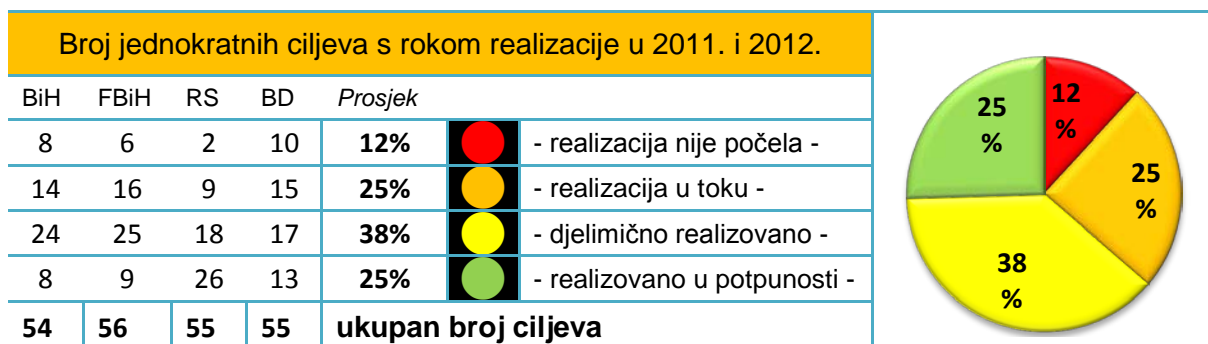 Broj jednokratnih ciljeva s rokom realizacije u 2011. i 2012.
BiH FBiH RS BD Prosjek
8 6 2 10 12% - realizacija nije počela -
14 16 9 15 25% - realizacija u toku -
24 25 18 17 38% - djelimično realizovano -
8 9 26 13 25% - realizovano u potpunosti -
54 56 55 55 ukupan broj ciljeva
25
%
12
%
25
%
38
%